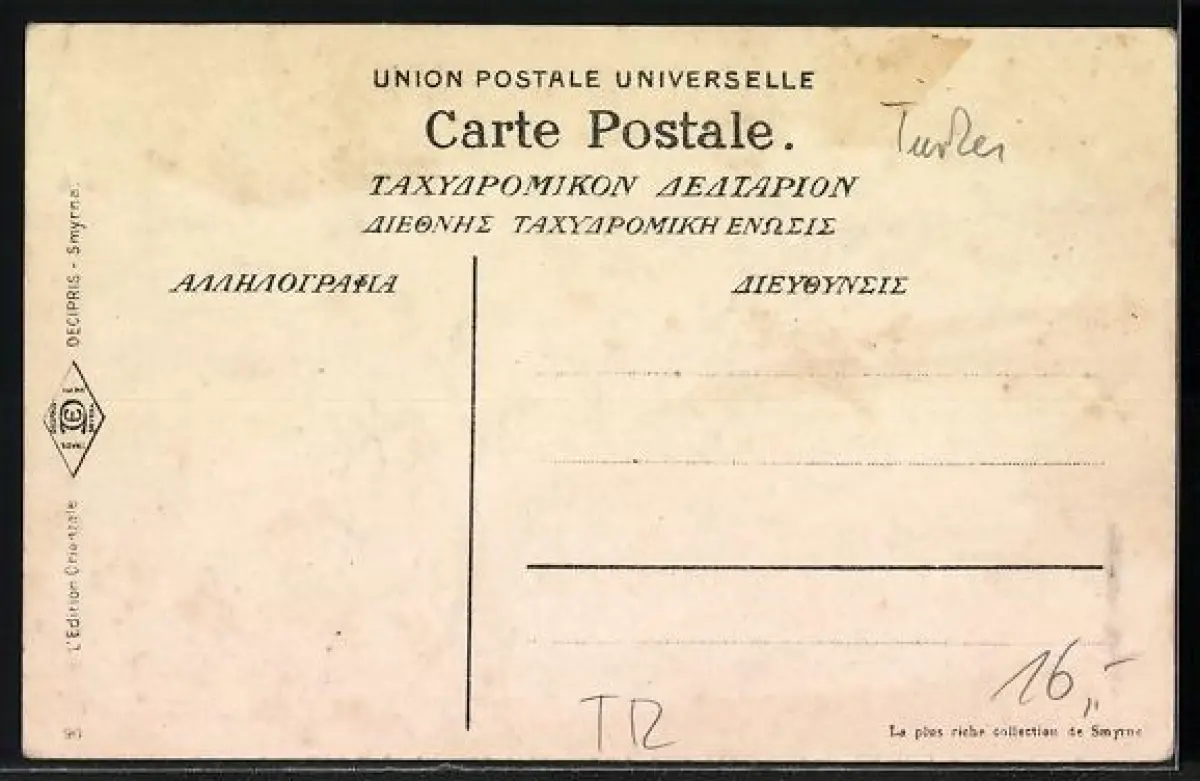 UNION POSTALE UNIVERSELLE
Carte Postale.
ΤΑΧΥΔΡΟΜΙΚΟΝ ΔΕΛΤΑΡΙΟΝ
ΔΙΕΘΝΗΣ ΤΑΧΥΔΡΟΜΙΚΗ ΕΝΩΣΙΣ
ΑΛΛΗΛΟΓΡΑΦΙΑ
ΔΙΕΥΘΥΝΣΙΣ
Türkei
L'Edition Orientale
DECIPRIS - Smyrna.
TR
16,-
La plus riche collection de Smyrne